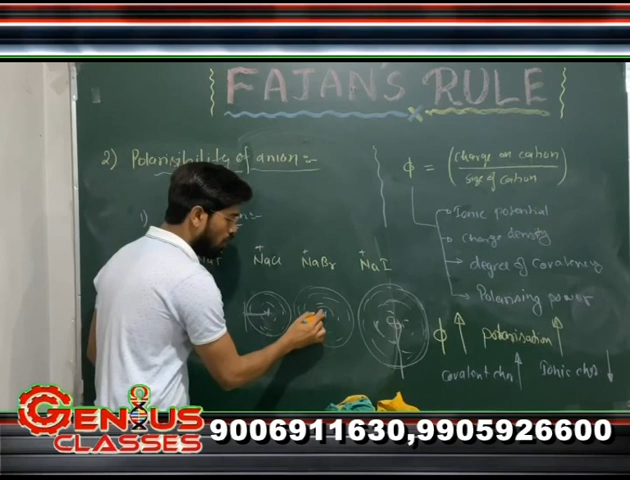 FAJAN'S RULE
2) Polarisibility of anion :-
1)
NaCl NaBr NaI
+ + +
ϕ = (charge on cation / size of cation)
Ionic potential
charge density
degree of covalency
Polarising power
ϕ ↑ polarisation ↑
covalent chr ↑ Ionic chr ↓
GENIUS
CLASSES
9006911630,9905926600